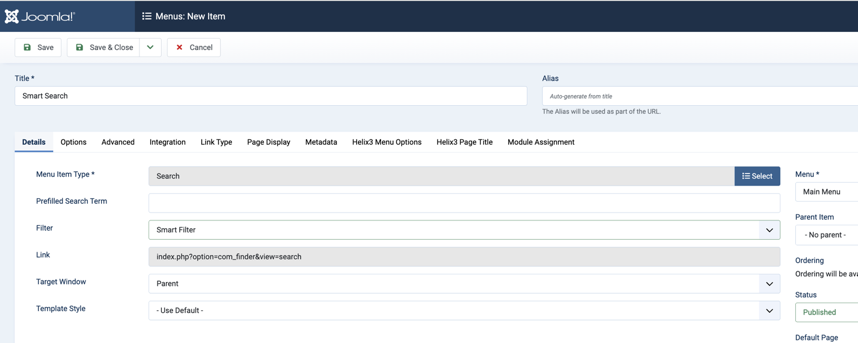 Joomla!®
Menus: New Item
Save
Save & Close
Cancel
Title *
Smart Search
Alias
Auto-generate from title
The Alias will be used as part of the URL.
Details
Options
Advanced
Integration
Link Type
Page Display
Metadata
Helix3 Menu Options
Helix3 Page Title
Module Assignment
Menu Item Type *
Search
Select
Prefilled Search Term
Filter
Smart Filter
Link
index.php?option=com_finder&view=search
Target Window
Parent
Template Style
- Use Default -
Menu *
Main Menu
Parent Item
- No parent -
Ordering
Ordering will be ava
Status
Published
Default Page